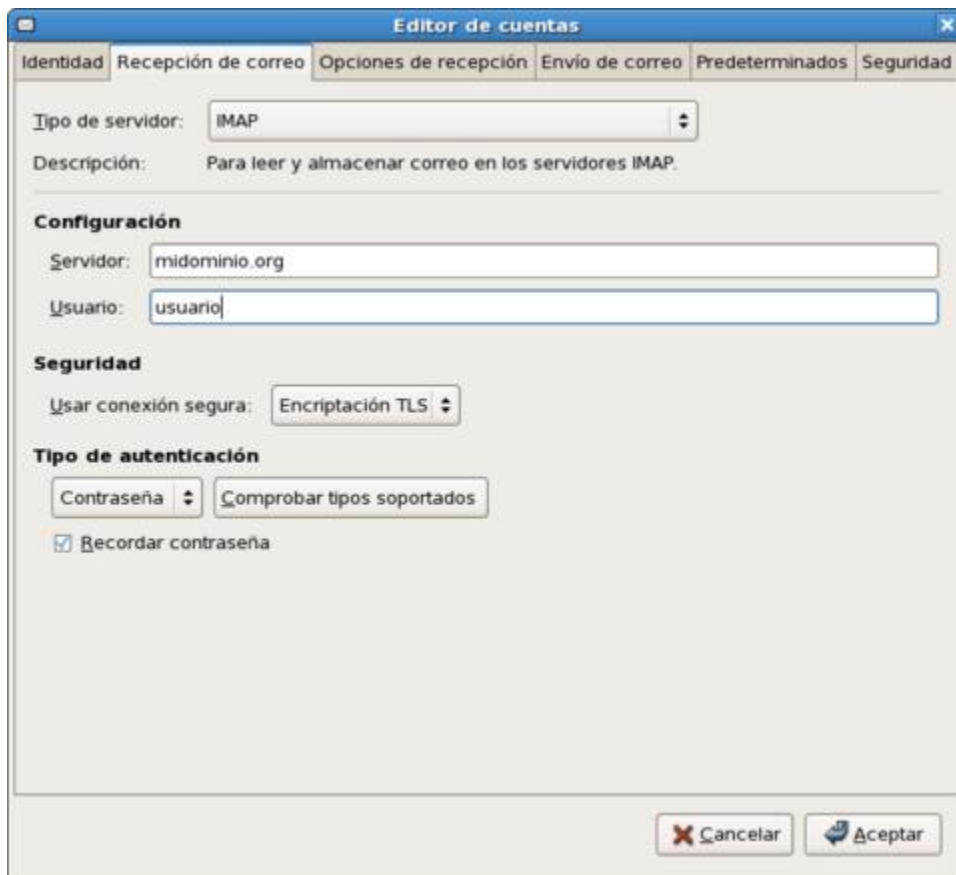 Editor de cuentas
Identidad Recepción de correo Opciones de recepción Envío de correo Predeterminados Seguridad
Tipo de servidor: IMAP
Descripción: Para leer y almacenar correo en los servidores IMAP.
Configuración
Servidor: midominio.org
Usuario: usuario
Seguridad
Usar conexión segura: Encriptación TLS
Tipo de autenticación
Contraseña Comprobar tipos soportados
Recordar contraseña
Cancelar Aceptar